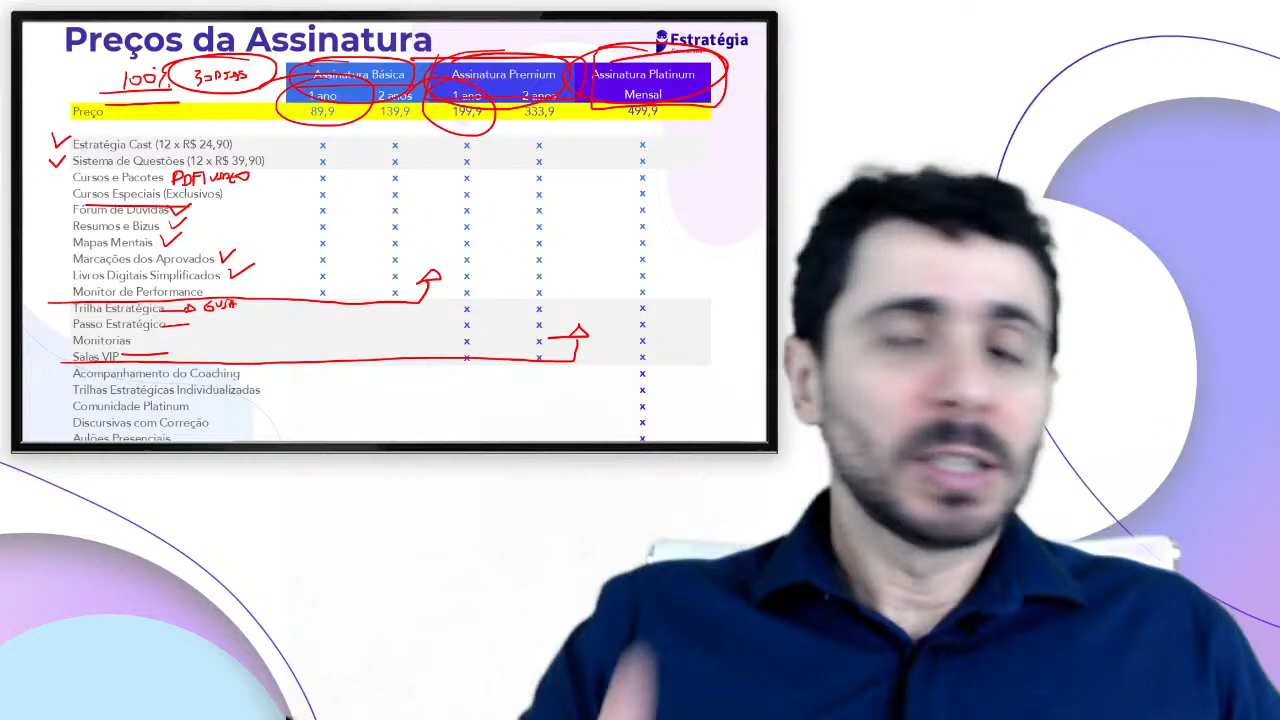 Preços da Assinatura
Estratégia
100% 30 DIAS
Assinatura Básica Assinatura Premium Assinatura Platinum
1 ano 2 anos 1 ano 2 anos Mensal
Preço 89,9 139,9 199,9 333,9 499,9
Estratégia Cast (12 x R$ 24,90) x x x x x
Sistema de Questões (12 x R$ 39,90) x x x x x
Cursos e Pacotes PDF/VIDEO x x x x x
Cursos Especiais (Exclusivos) x x x x x
Fórum de Dúvidas x x x x x
Resumos e Bizus x x x x x
Mapas Mentais x x x x x
Marcações dos Aprovados x x x x x
Livros Digitais Simplificados x x x x x
Monitor de Performance x x x x x
Trilha Estratégica x x x
Passo Estratégico x x x
Monitorias x x x
Salas VIP x x x
Acompanhamento do Coaching x
Trilhas Estratégicas Individualizadas x
Comunidade Platinum x
Discursivas com Correção x
Aulões Presenciais x